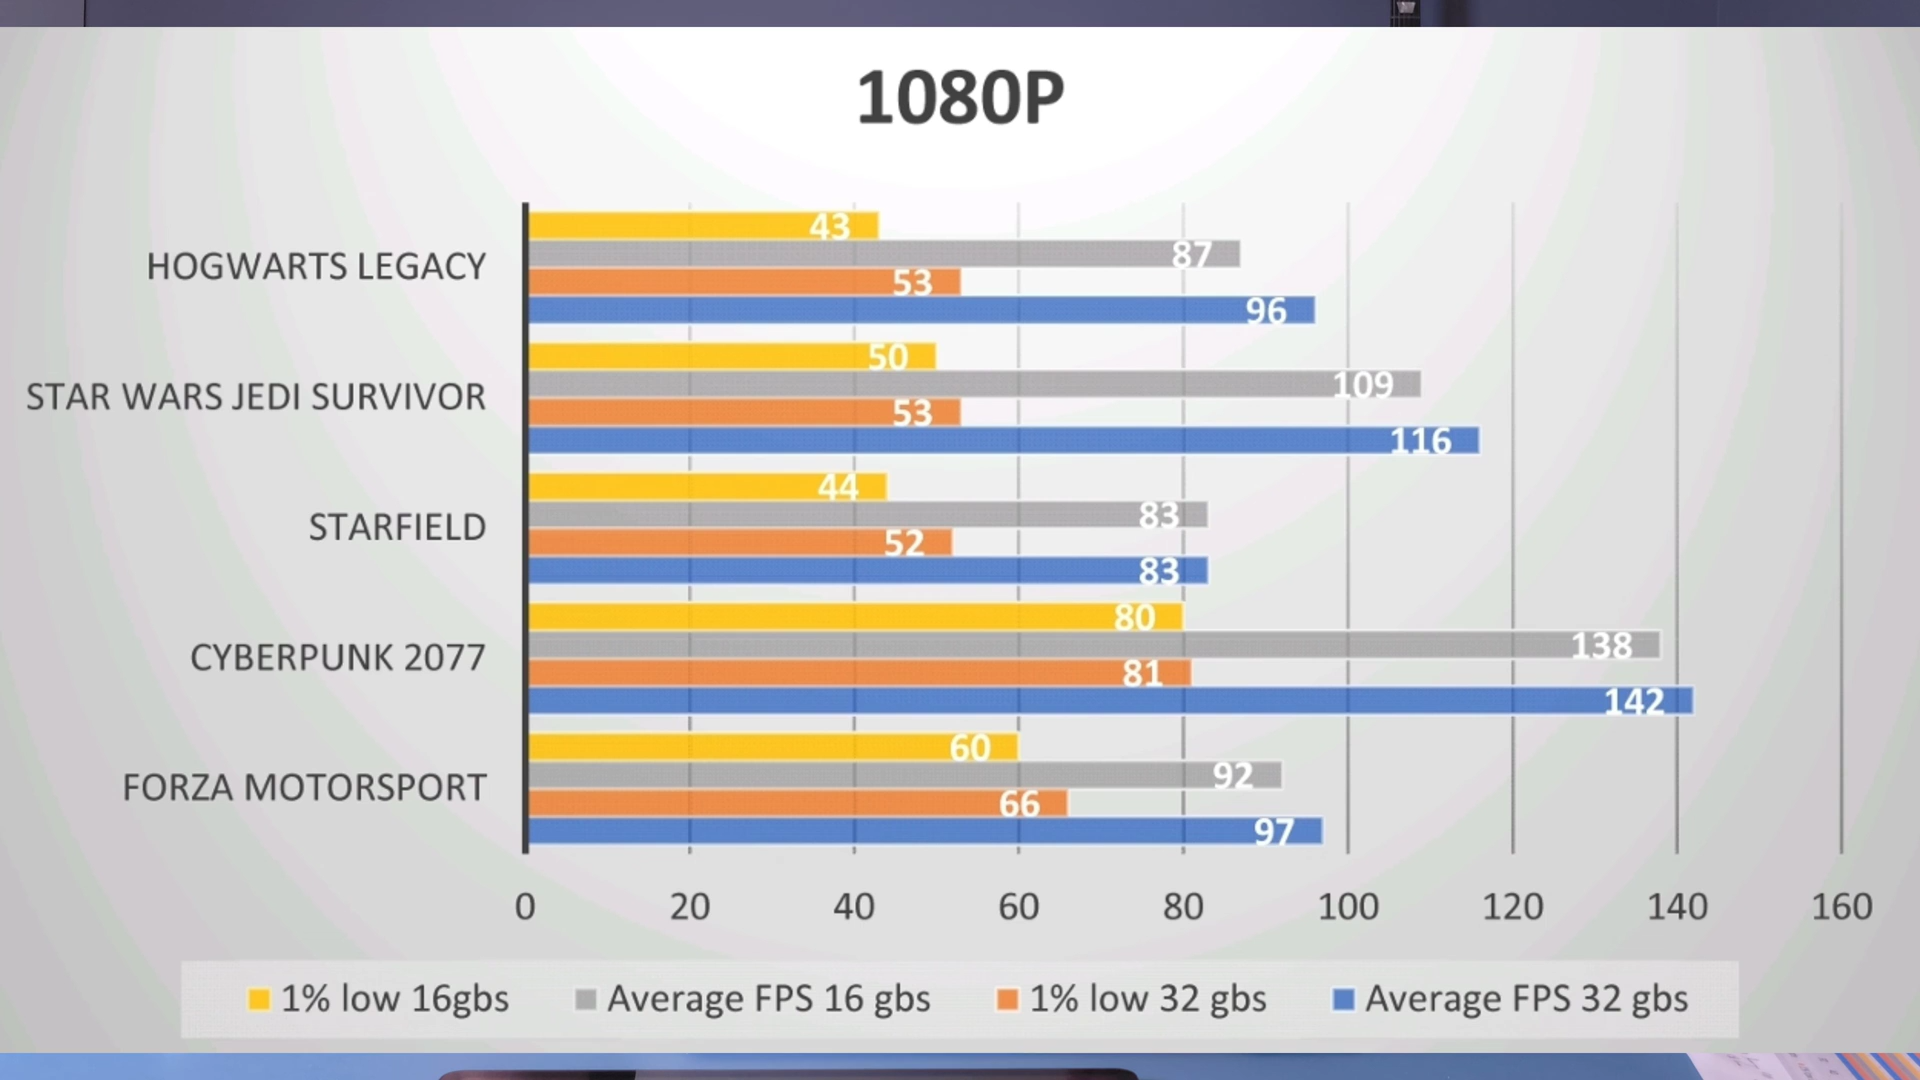 1080P
HOGWARTS LEGACY
43
87
53
96
STAR WARS JEDI SURVIVOR
50
109
53
116
STARFIELD
44
83
52
83
CYBERPUNK 2077
80
138
81
142
FORZA MOTORSPORT
60
92
66
97
0 20 40 60 80 100 120 140 160
1% low 16gbs Average FPS 16 gbs 1% low 32 gbs Average FPS 32 gbs